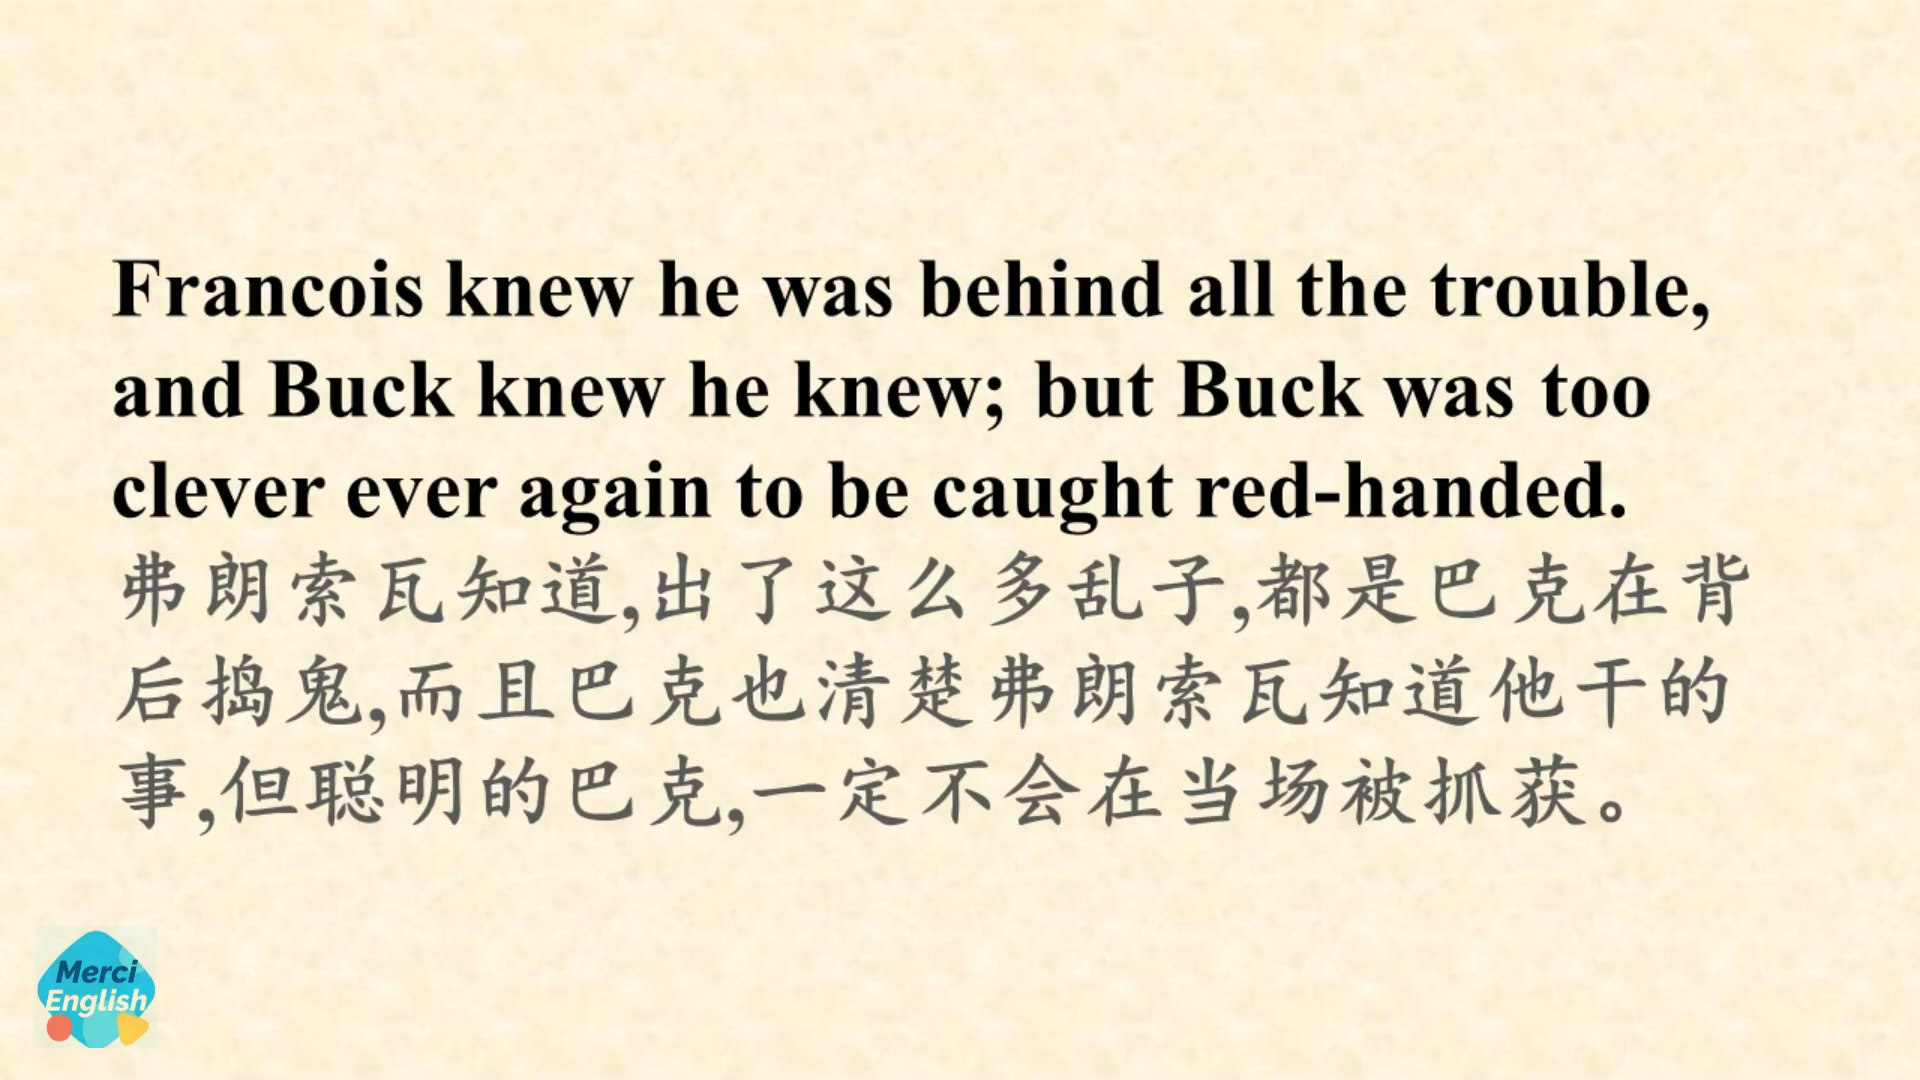 Francois knew he was behind all the trouble,
and Buck knew he knew; but Buck was too
clever ever again to be caught red-handed.
弗朗索瓦知道,出了这么多乱子,都是巴克在背
后捣鬼,而且巴克也清楚弗朗索瓦知道他干的
事,但聪明的巴克,一定不会在当场被抓获。
Merci
English